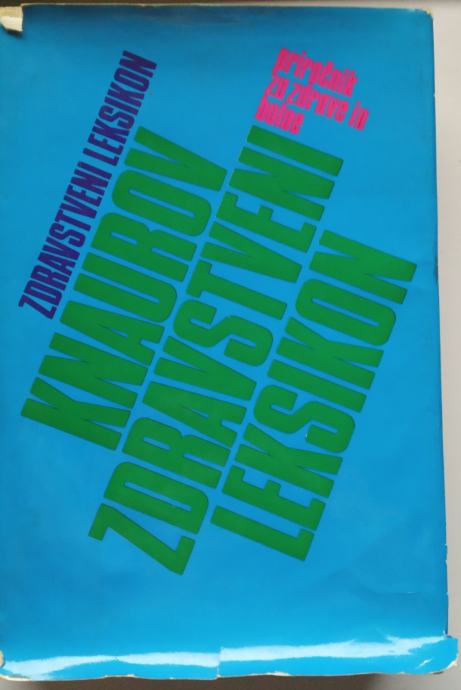 ZDRAVSTVENI LEKSIKON
KNAUROV
ZDRAVSTVENI
LEKSIKON
priročnik
za zdrave in
bolne